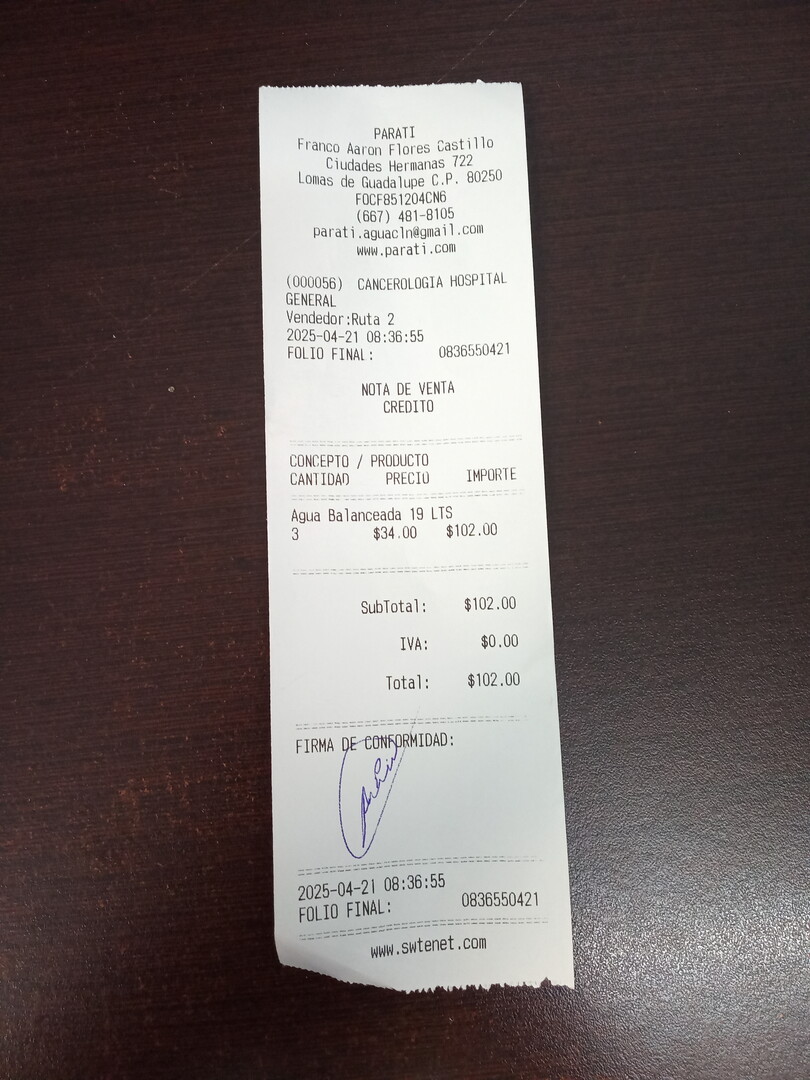 PARATI
Franco Aaron Flores Castillo
Ciudades Hermanas 722
Lomas de Guadalupe C.P. 80250
FOCF851204CN6
(667) 481-8105
parati.aguacln@gmail.com
www.parati.com
(000056) CANCEROLOGIA HOSPITAL
GENERAL
Vendedor:Ruta 2
2025-04-21 08:36:55
FOLIO FINAL: 0836550421
NOTA DE VENTA
CREDITO
CONCEPTO / PRODUCTO
CANTIDAD PRECIO IMPORTE
Agua Balanceada 19 LTS
3 $34.00 $102.00
SubTotal: $102.00
IVA: $0.00
Total: $102.00
FIRMA DE CONFORMIDAD:
2025-04-21 08:36:55
FOLIO FINAL: 0836550421
www.swtenet.com